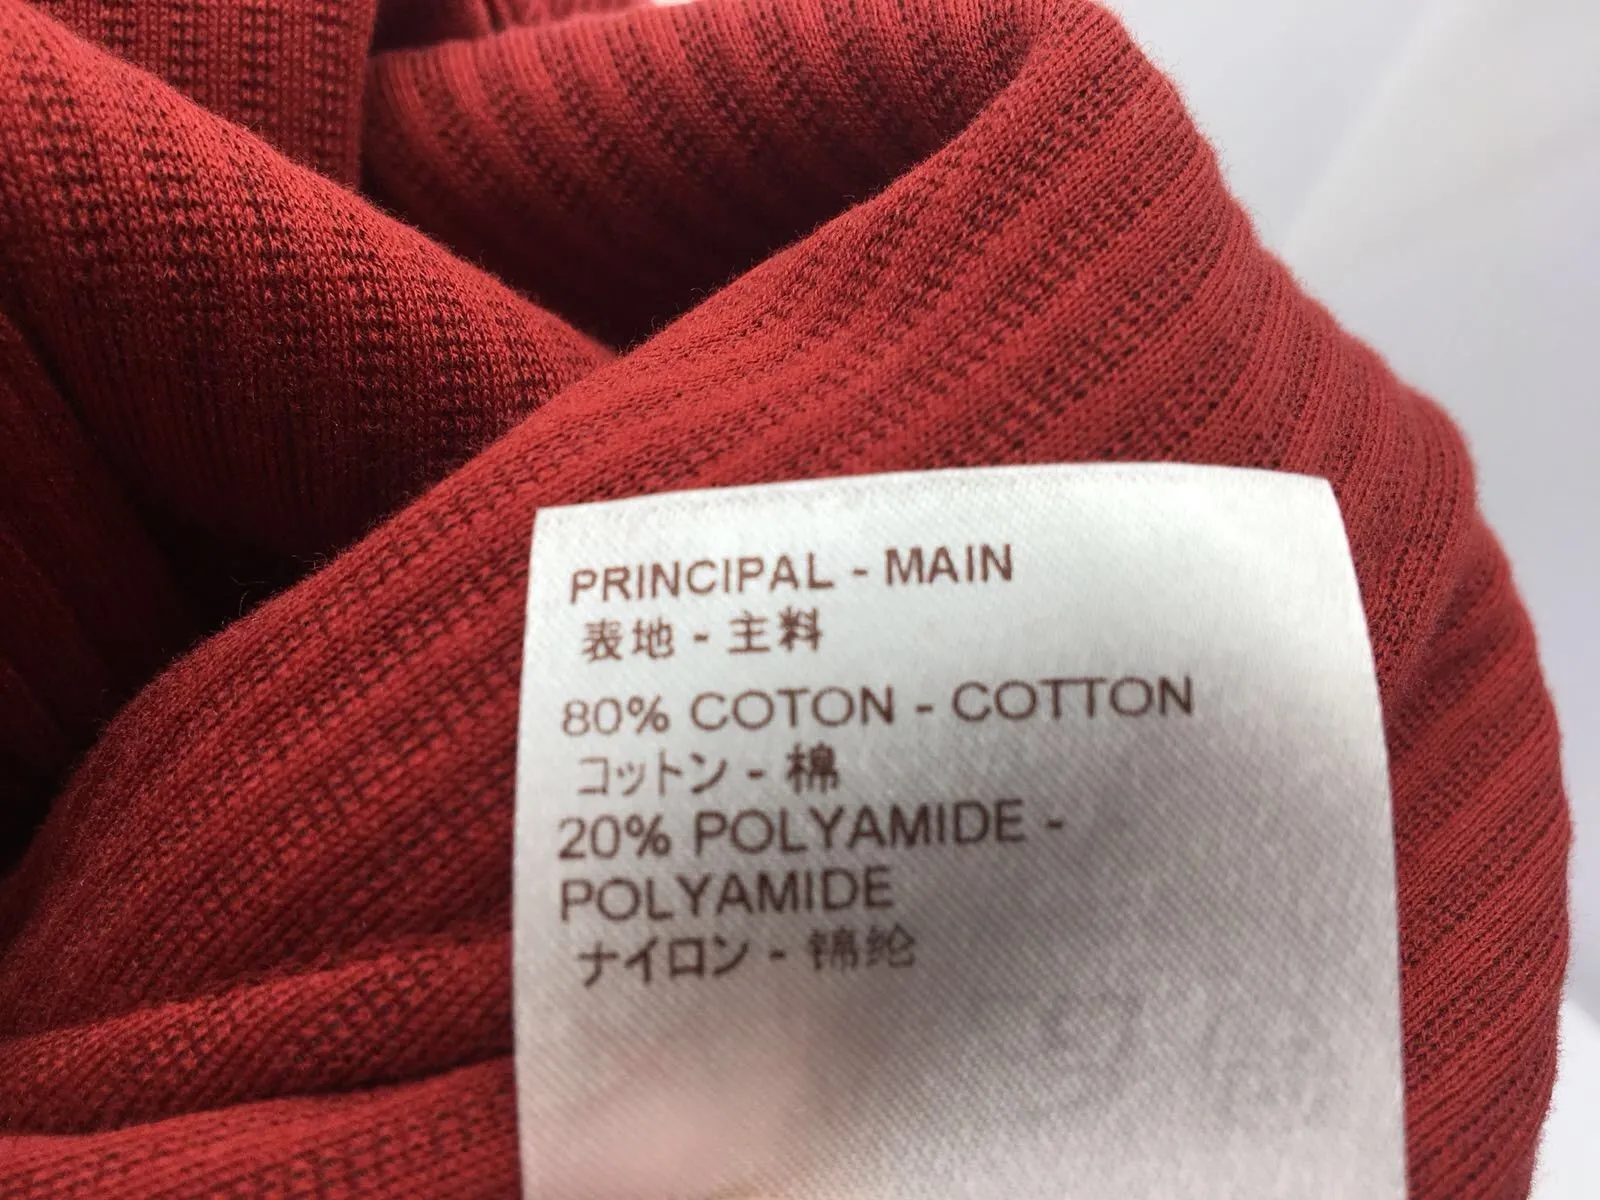 PRINCIPAL - MAIN
表地 - 主料
80% COTON - COTTON
コットン - 棉
20% POLYAMIDE -
POLYAMIDE
ナイロン - 锦纶